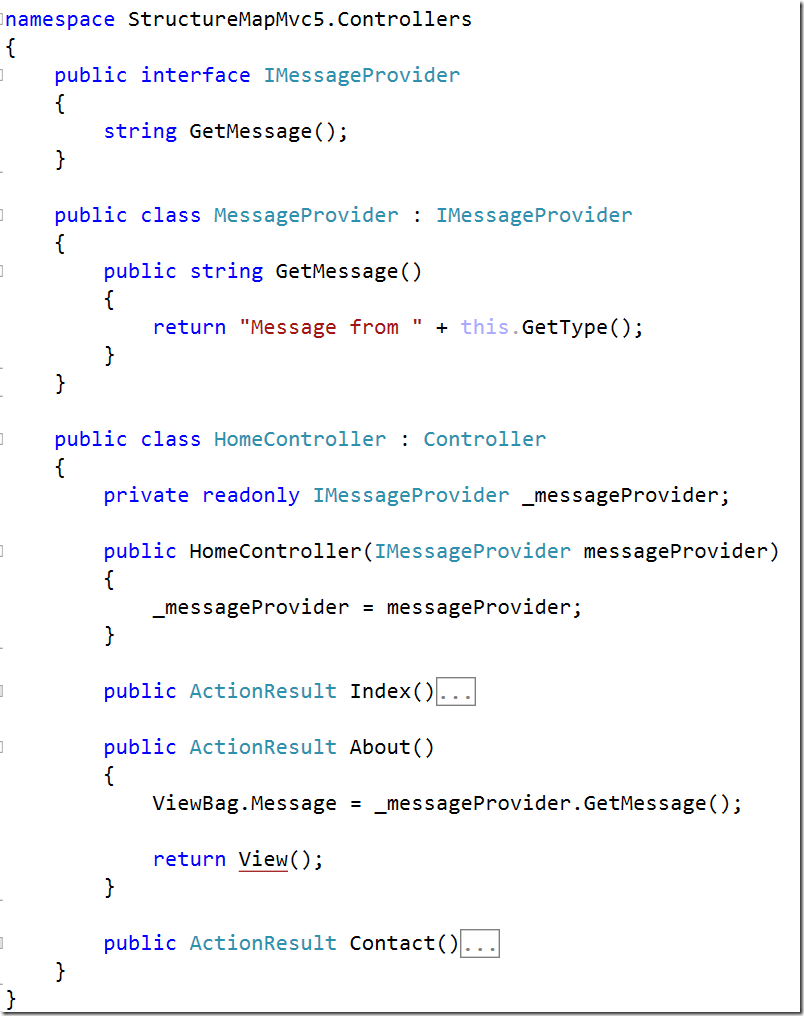 namespace StructureMapMvc5.Controllers
{
    public interface IMessageProvider
    {
        string GetMessage();
    }

    public class MessageProvider : IMessageProvider
    {
        public string GetMessage()
        {
            return "Message from " + this.GetType();
        }
    }

    public class HomeController : Controller
    {
        private readonly IMessageProvider _messageProvider;

        public HomeController(IMessageProvider messageProvider)
        {
            _messageProvider = messageProvider;
        }

        public ActionResult Index()...

        public ActionResult About()
        {
            ViewBag.Message = _messageProvider.GetMessage();

            return View();
        }

        public ActionResult Contact()...
    }
}